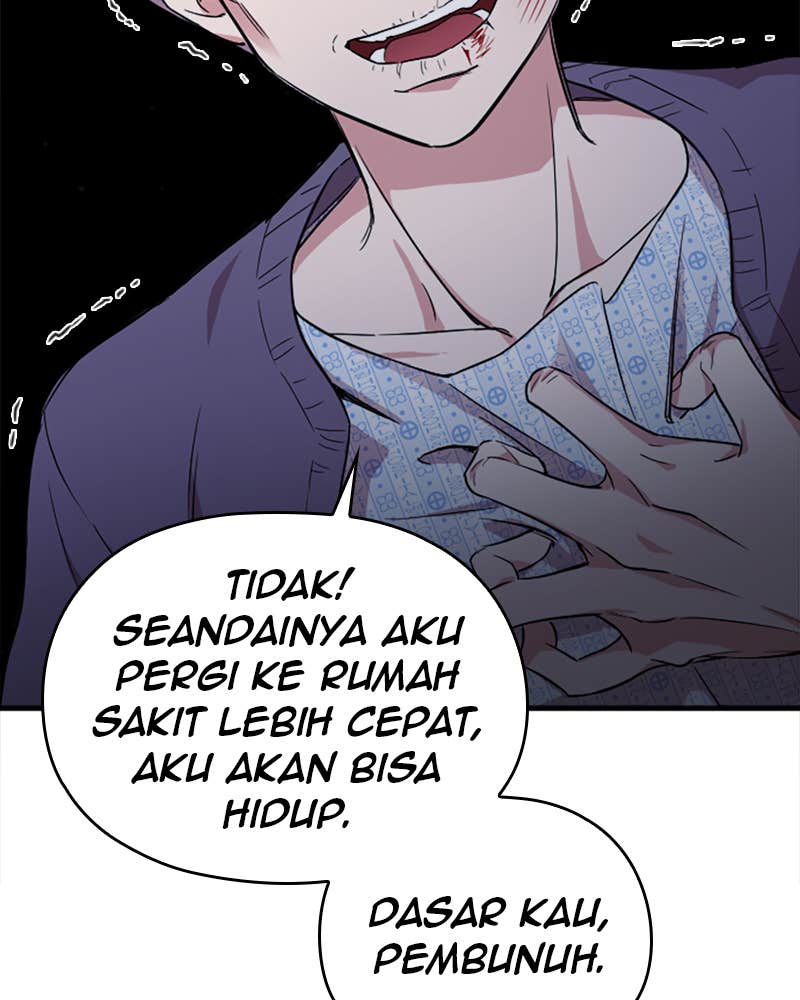 TIDAK!
SEANDAINYA AKU
PERGI KE RUMAH
SAKIT LEBIH CEPAT,
AKU AKAN BISA
HIDUP.
DASAR KAU,
PEMBUNUH.